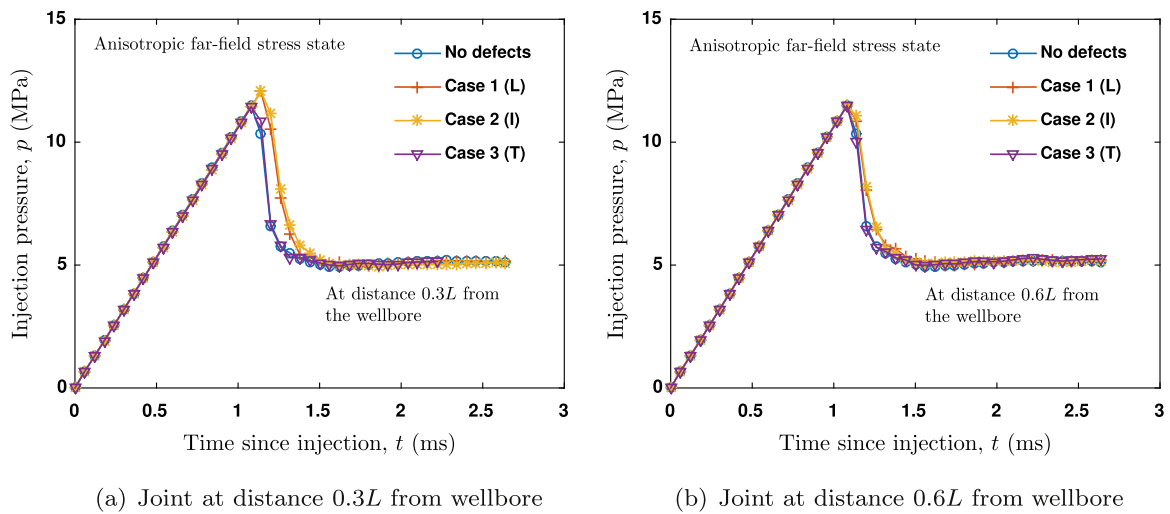 15
10
5
0
0
0.5
1
1.5
2
2.5
3
Injection pressure, p (MPa)
Time since injection, t (ms)
Anisotropic far-field stress state
No defects
Case 1 (L)
Case 2 (I)
Case 3 (T)
At distance 0.3L from
the wellbore
(a) Joint at distance 0.3L from wellbore
15
10
5
0
0
0.5
1
1.5
2
2.5
3
Injection pressure, p (MPa)
Time since injection, t (ms)
Anisotropic far-field stress state
No defects
Case 1 (L)
Case 2 (I)
Case 3 (T)
At distance 0.6L from
the wellbore
(b) Joint at distance 0.6L from wellbore